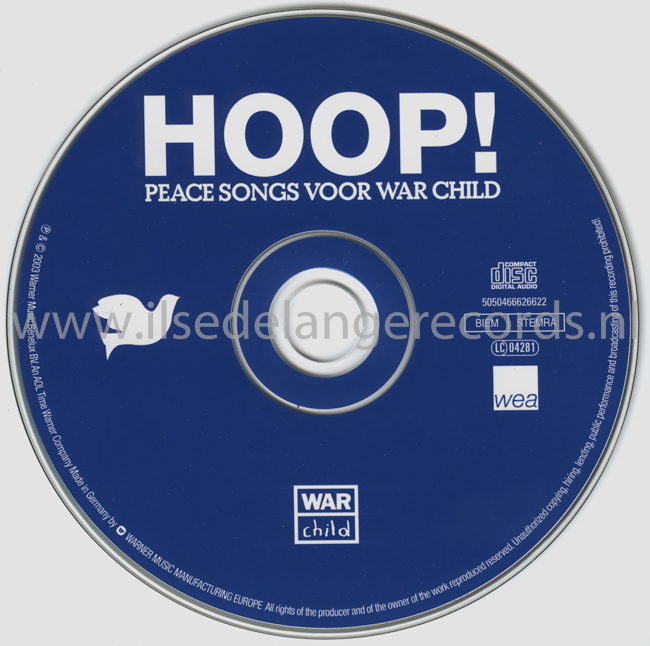 HOOP!
PEACE SONGS VOOR WAR CHILD
COMPACT
disc
DIGITAL AUDIO
5050466626622
BIEM STEMRA
LC 04281
wea
WAR
child
www.ilsedelangerecords.n
℗ & © 2003 Warner Music Benelux BV. An AOL Time Warner Company Made in Germany by WARNER MUSIC MANUFACTURING EUROPE All rights of the producer and of the owner of the work reproduced reserved. Unauthorized copying, hiring, lending, public performance and broadcasting of this recording prohibited!